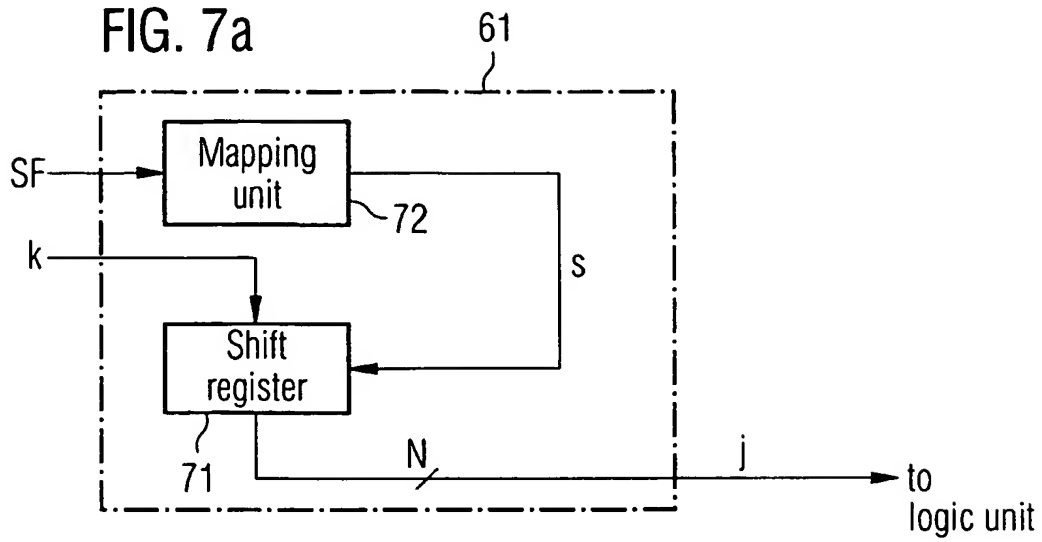 FIG. 7a
61
SF
Mapping
unit
72
k
s
Shift
register
71
N
j
to
logic unit